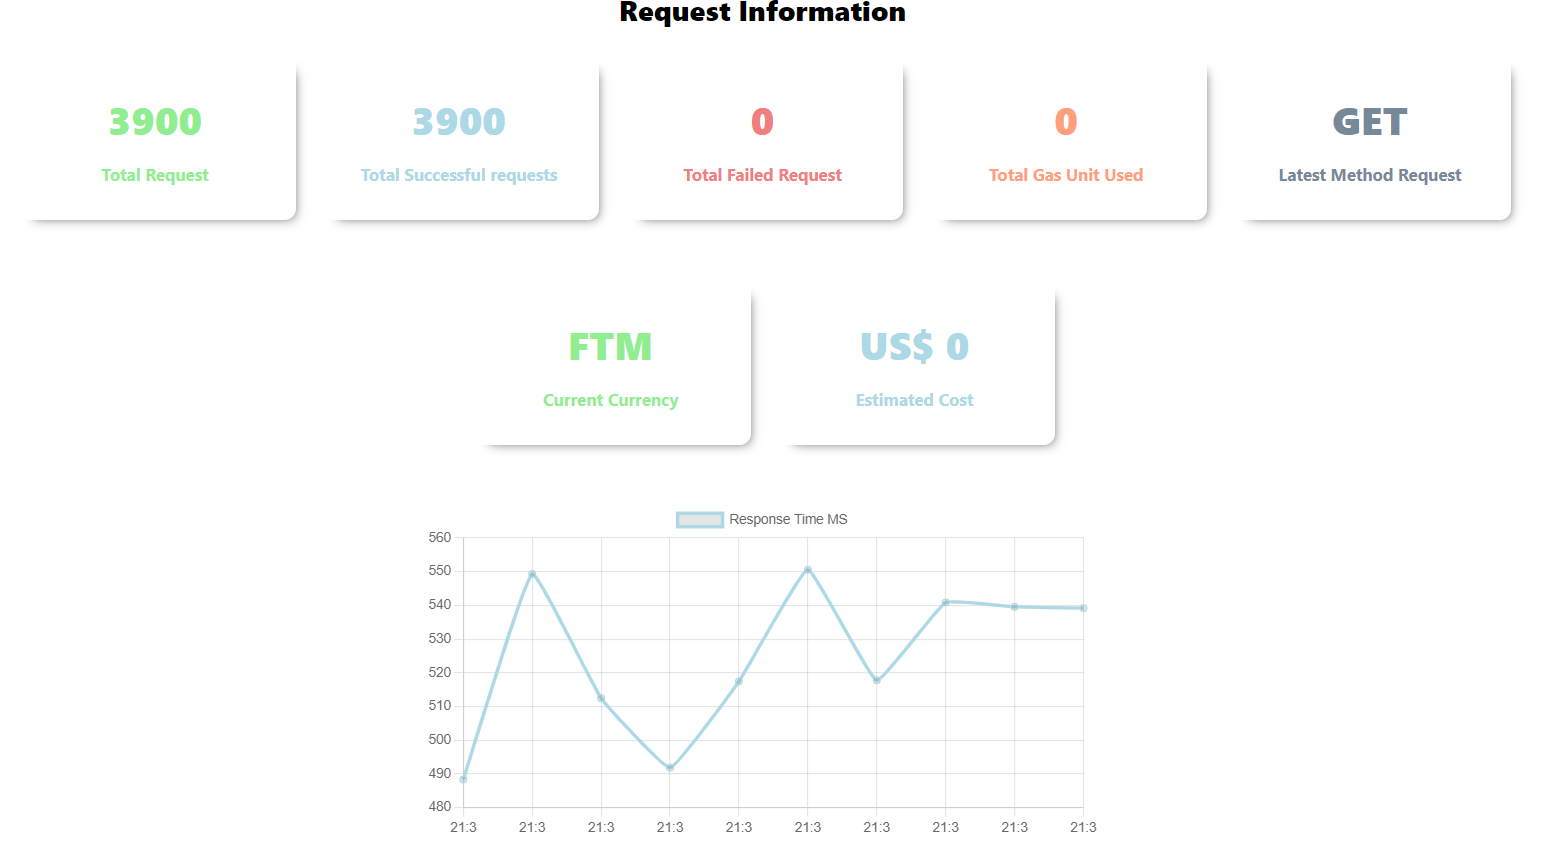 Request Information
3900
Total Request
3900
Total Successful requests
0
Total Failed Request
0
Total Gas Unit Used
GET
Latest Method Request
FTM
Current Currency
US$ 0
Estimated Cost
Response Time MS
560
550
540
530
520
510
500
490
480
21:3 21:3 21:3 21:3 21:3 21:3 21:3 21:3 21:3 21:3